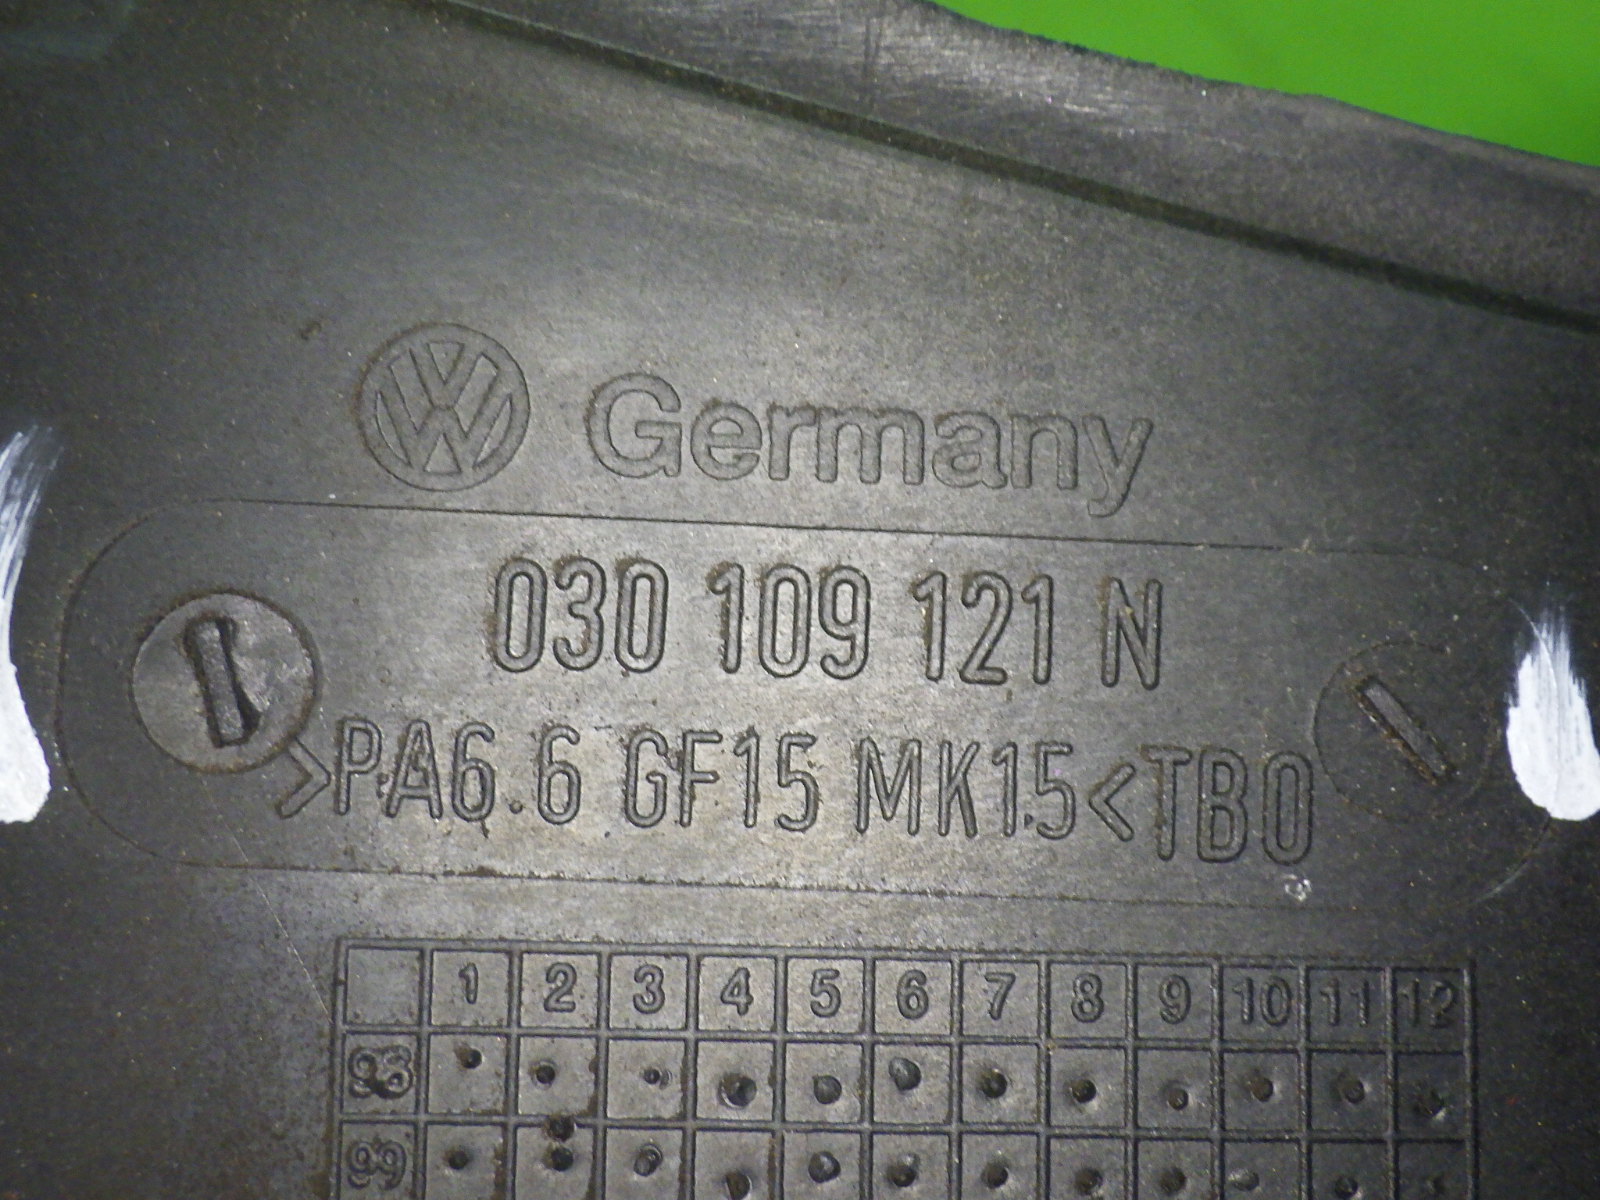 VW Germany
030 109 121 N
>PA6.6 GF15 MK15<TBO
1 2 3 4 5 6 7 8 9 10 11 12
98
99